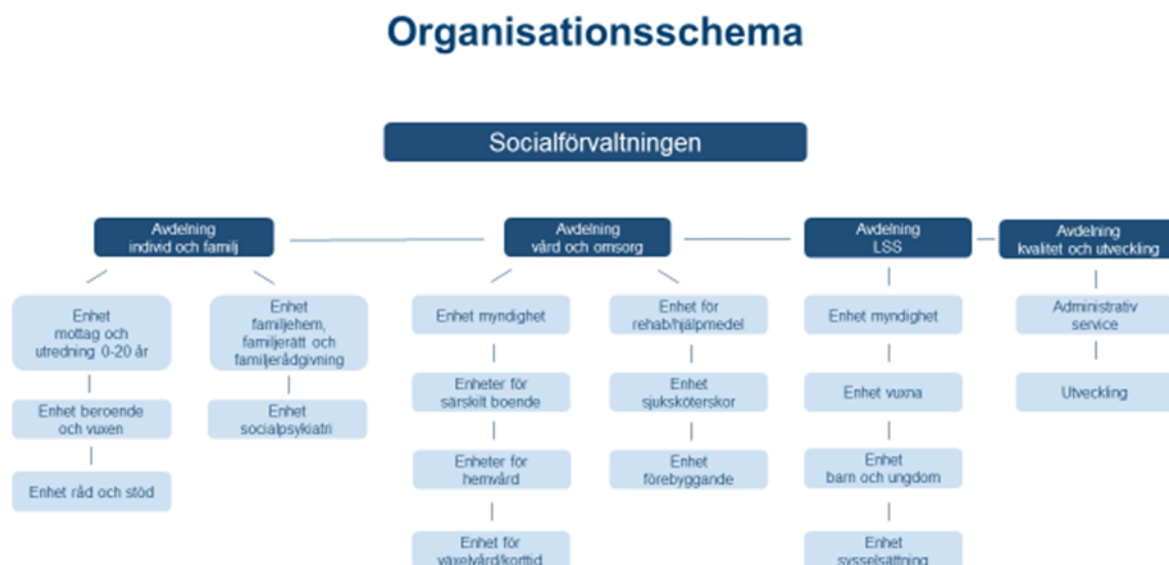 Organisationsschema
Socialförvaltningen
Avdelning
individ och familj
Avdelning
vård och omsorg
Avdelning
LSS
Avdelning
kvalitet och utveckling
Enhet
mottag och
utredning 0-20 år
Enhet beroende
och vuxen
Enhet råd och stöd
Enhet
familjehem,
familjerätt och
familjerådgivning
Enhet
socialpsykiatri
Enhet myndighet
Enheter för
särskilt boende
Enheter för
hemvård
Enhet för
växelvård/korttid
Enhet för
rehab/hjälpmedel
Enhet
sjuksköterskor
Enhet
förebyggande
Enhet myndighet
Enhet vuxna
Enhet
barn och ungdom
Enhet
sysselsättning
Administrativ
service
Utveckling